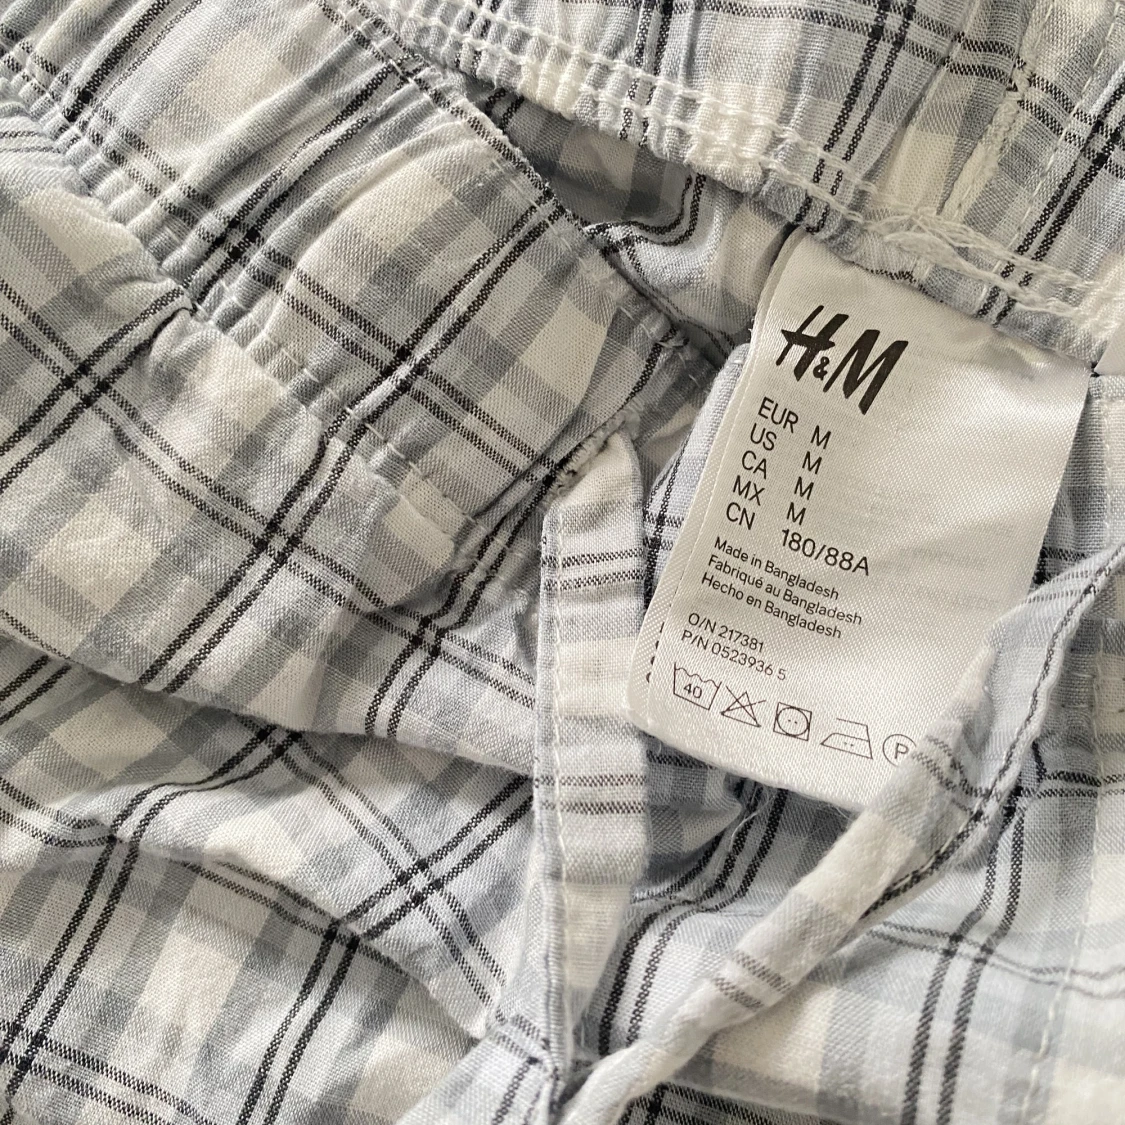 H&M
EUR M
US M
CA M
MX M
CN 180/88A
Made in Bangladesh
Fabriqué au Bangladesh
Hecho en Bangladesh
O/N 217381
P/N 0523936 5
40
P